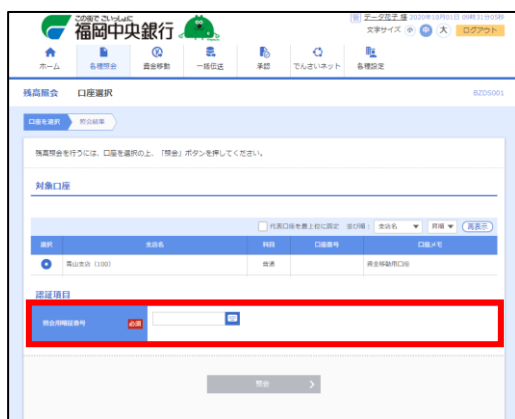 この街で こいっしょに
福岡中央銀行
データ花子 様 2020年10月01日 09時31分05秒
文字サイズ 小 中 大 ログアウト
ホーム 各種照会 資金移動 一括伝送 承認 でんさいネット 各種設定
残高照会 口座選択 BZDS001
口座を選択 照会結果
残高照会を行うには、口座を選択の上、「照会」ボタンを押してください。
対象口座
代表口座を最上位に固定 並び順： 支店名 昇順 再表示
選択 支店名 科目 口座番号 口座メモ
青山支店（100） 普通 資金移動用口座
認証項目
照会用暗証番号 必須
照会